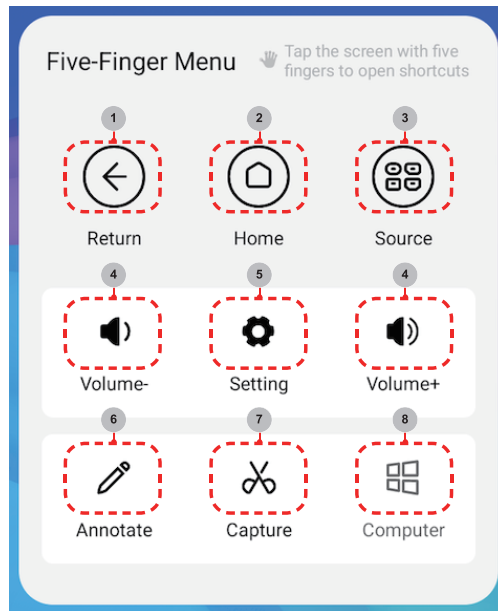 Five-Finger Menu
Tap the screen with five
fingers to open shortcuts
1 2 3
Return Home Source
4 5 4
Volume- Setting Volume+
6 7 8
Annotate Capture Computer